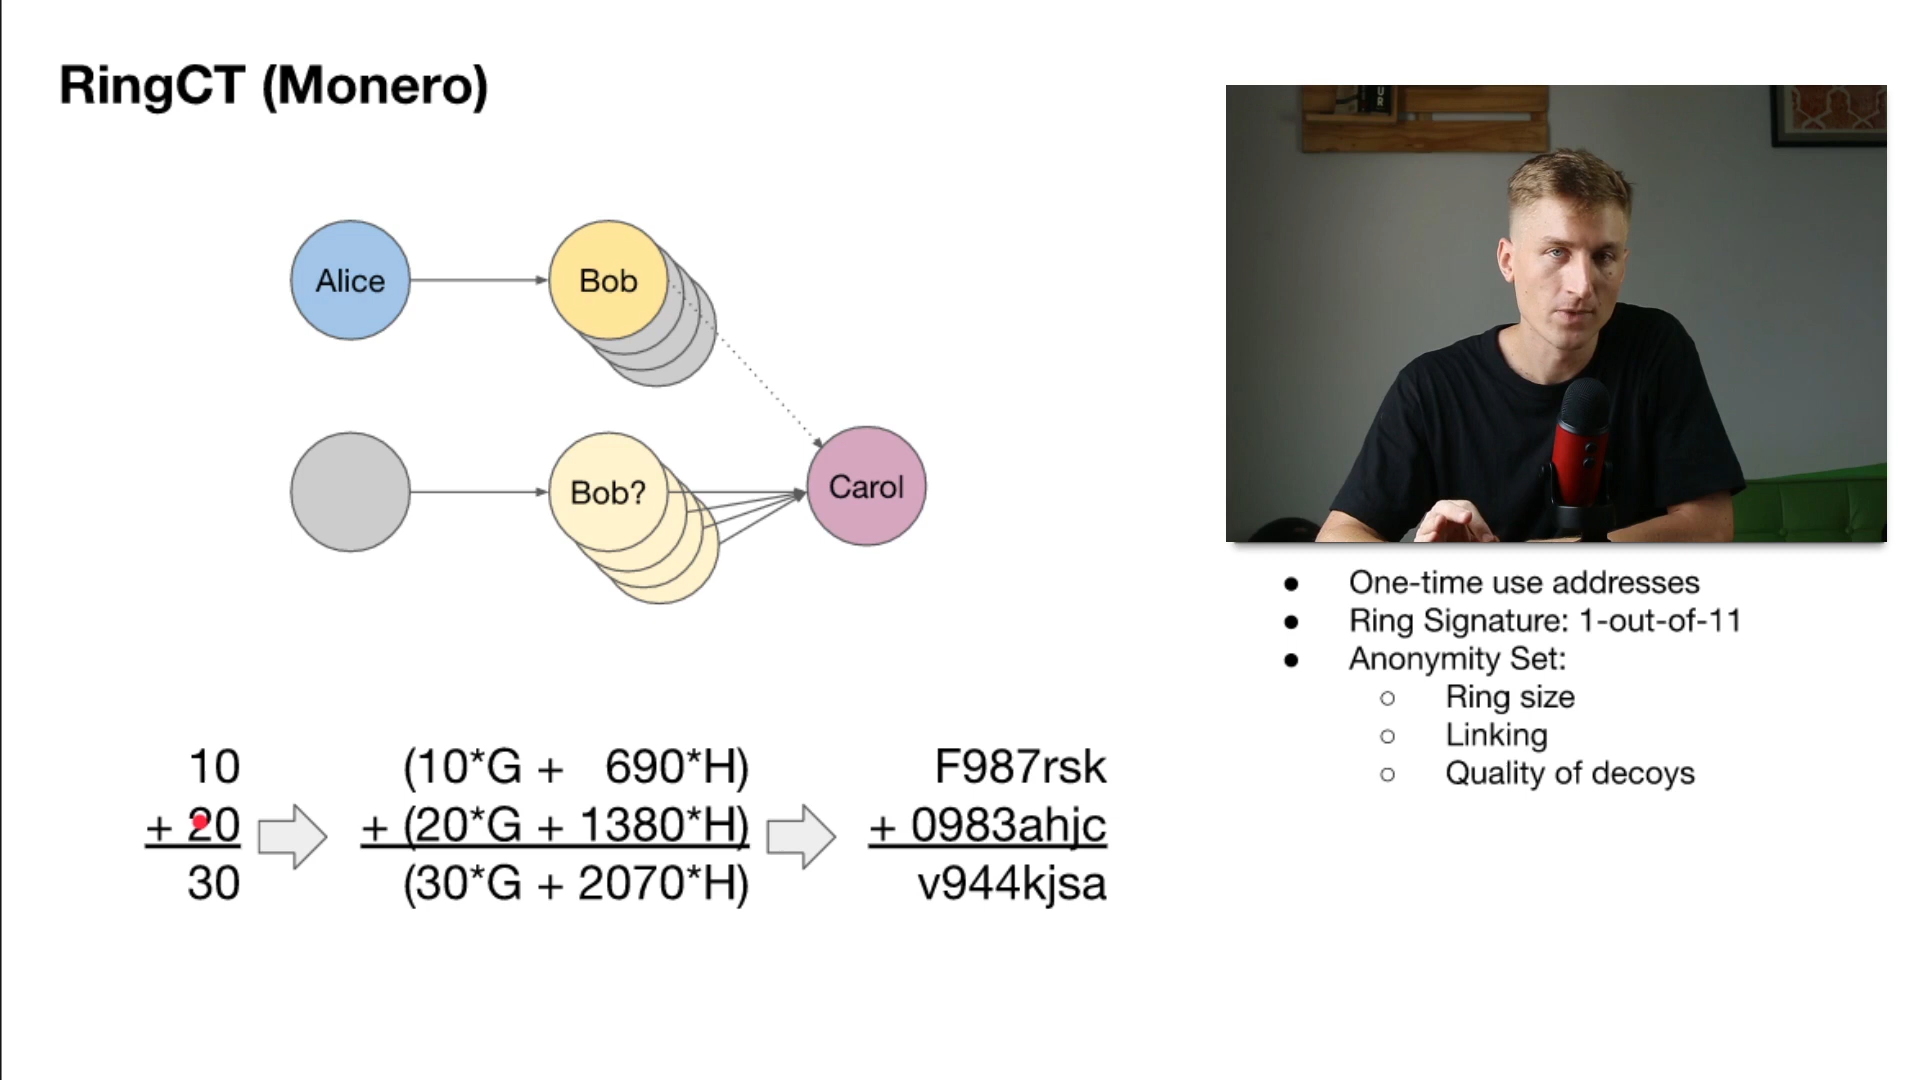 RingCT (Monero)
Alice
Bob
Bob?
Carol
10
+ 20
30
(10*G + 690*H)
+ (20*G + 1380*H)
(30*G + 2070*H)
F987rsk
+ 0983ahjc
v944kjsa
UR
● One-time use addresses
● Ring Signature: 1-out-of-11
● Anonymity Set:
○ Ring size
○ Linking
○ Quality of decoys